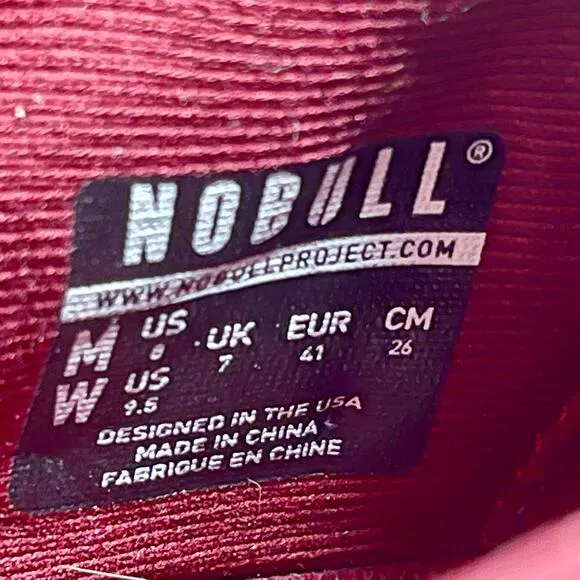 NOBULL®
WWW.NOBULLPROJECT.COM
M US UK EUR CM
8 7 41 26
W US
9.5
DESIGNED IN THE USA
MADE IN CHINA
FABRIQUE EN CHINE